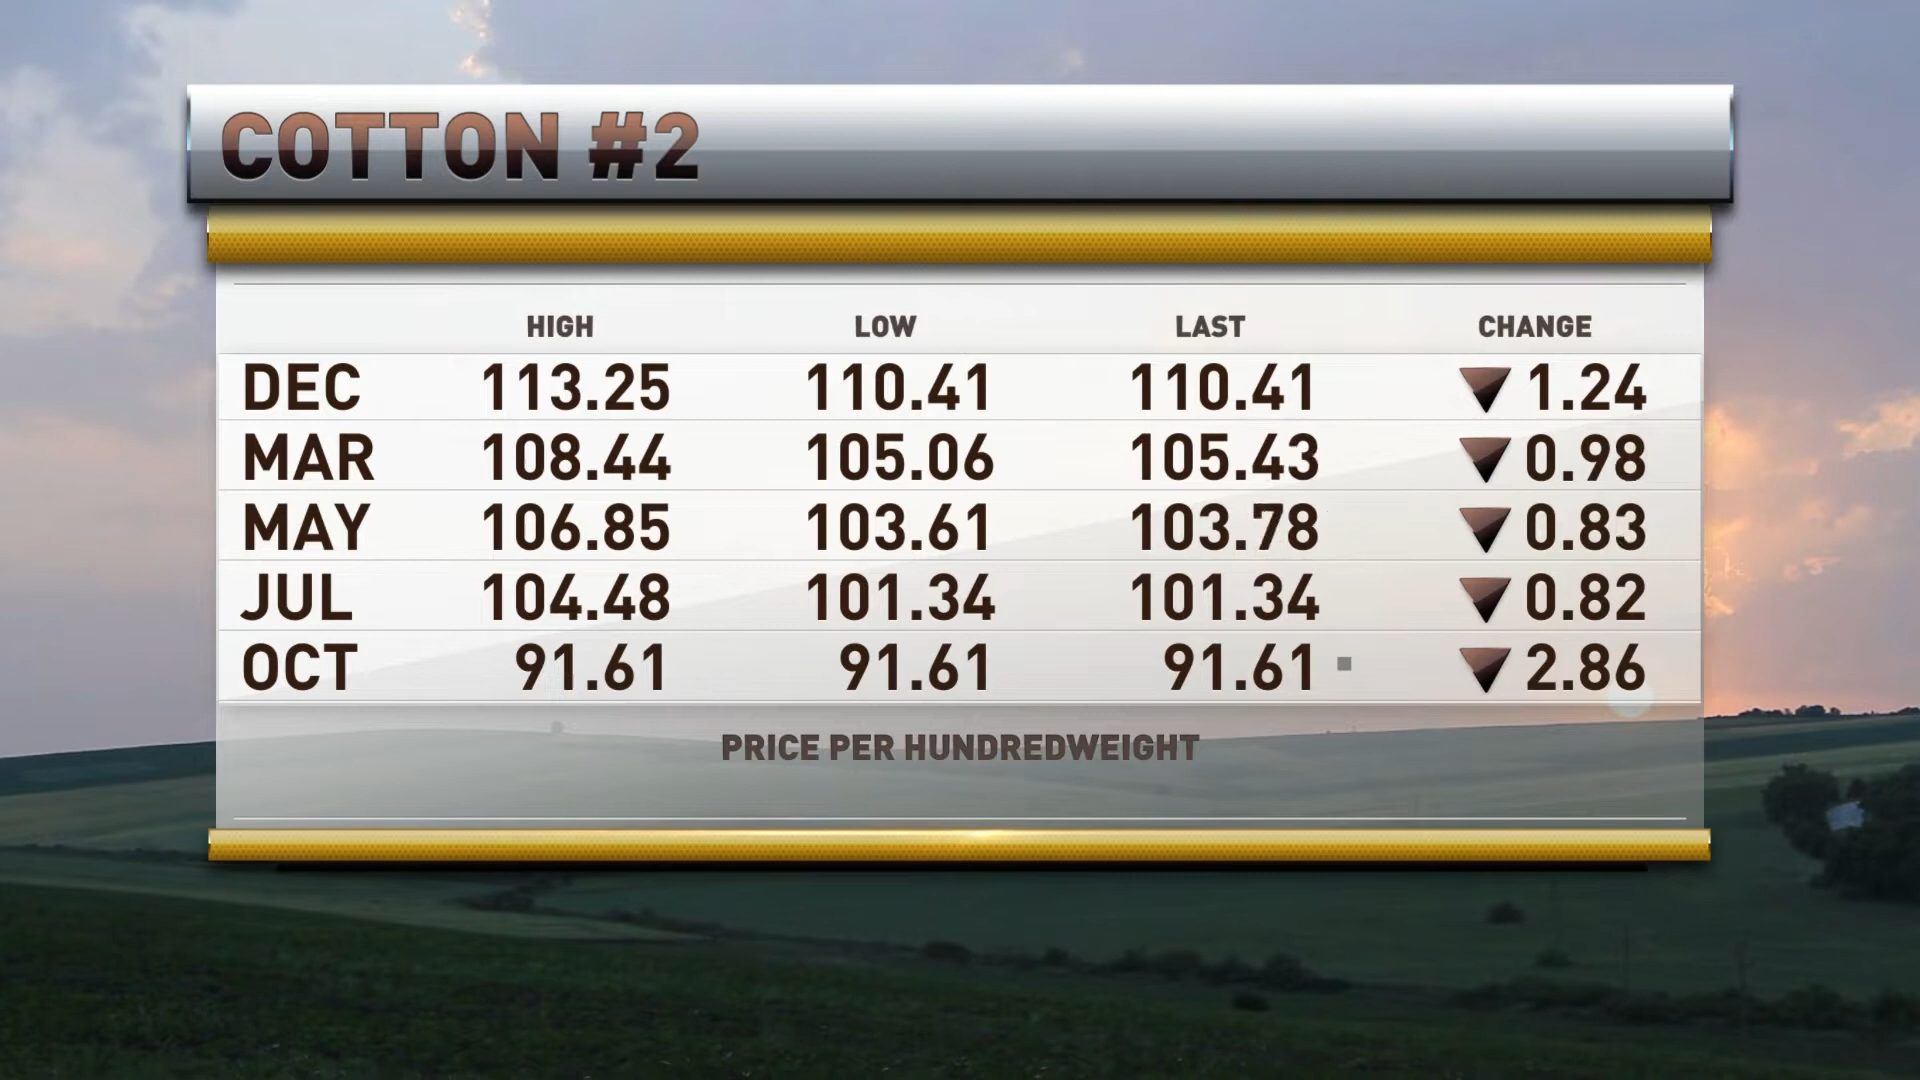 COTTON #2
HIGH LOW LAST CHANGE
DEC 113.25 110.41 110.41 ▼ 1.24
MAR 108.44 105.06 105.43 ▼ 0.98
MAY 106.85 103.61 103.78 ▼ 0.83
JUL 104.48 101.34 101.34 ▼ 0.82
OCT 91.61 91.61 91.61 ▪ ▼ 2.86
PRICE PER HUNDREDWEIGHT